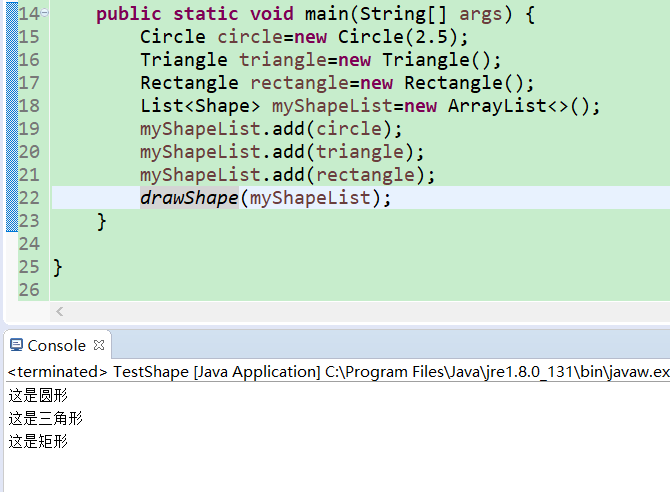 14 public static void main(String[] args) {
15 Circle circle=new Circle(2.5);
16 Triangle triangle=new Triangle();
17 Rectangle rectangle=new Rectangle();
18 List<Shape> myShapeList=new ArrayList<>();
19 myShapeList.add(circle);
20 myShapeList.add(triangle);
21 myShapeList.add(rectangle);
22 drawShape(myShapeList);
23 }
24
25 }
26
Console
<terminated> TestShape [Java Application] C:\Program Files\Java\jre1.8.0_131\bin\javaw.ex
这是圆形
这是三角形
这是矩形